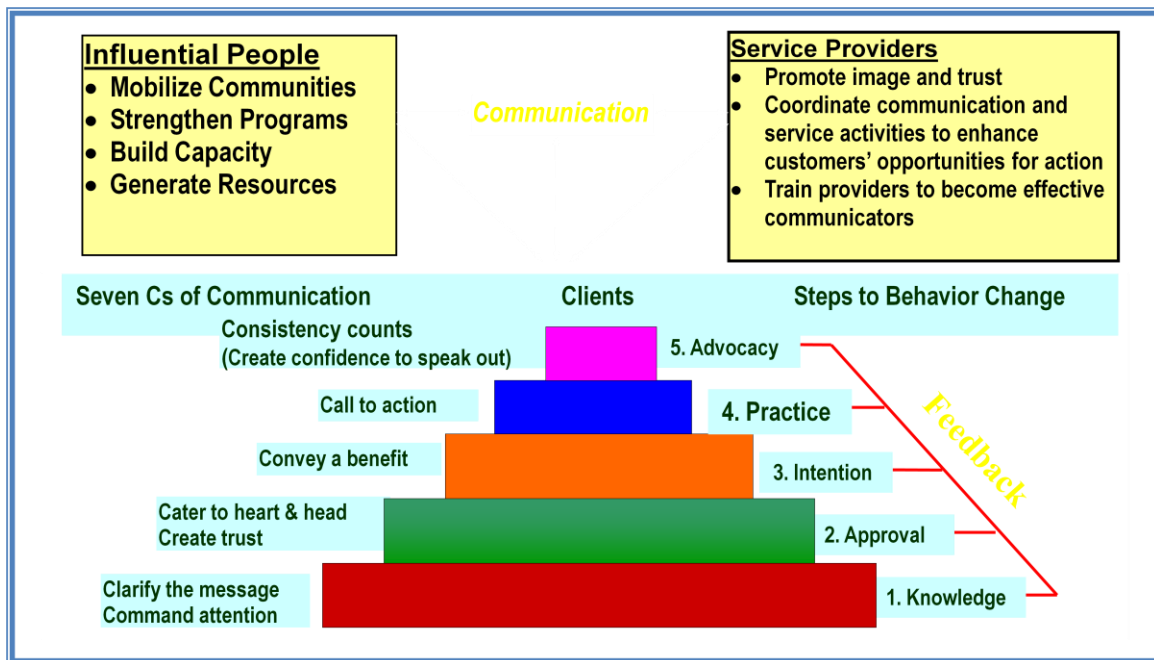 Influential People
• Mobilize Communities
• Strengthen Programs
• Build Capacity
• Generate Resources
Communication
Service Providers
• Promote image and trust
• Coordinate communication and
service activities to enhance
customers’ opportunities for action
• Train providers to become effective
communicators
Seven Cs of Communication
Clients
Steps to Behavior Change
Consistency counts
(Create confidence to speak out)
5. Advocacy
Call to action
4. Practice
Convey a benefit
3. Intention
Cater to heart & head
Create trust
2. Approval
Clarify the message
Command attention
1. Knowledge
Feedback